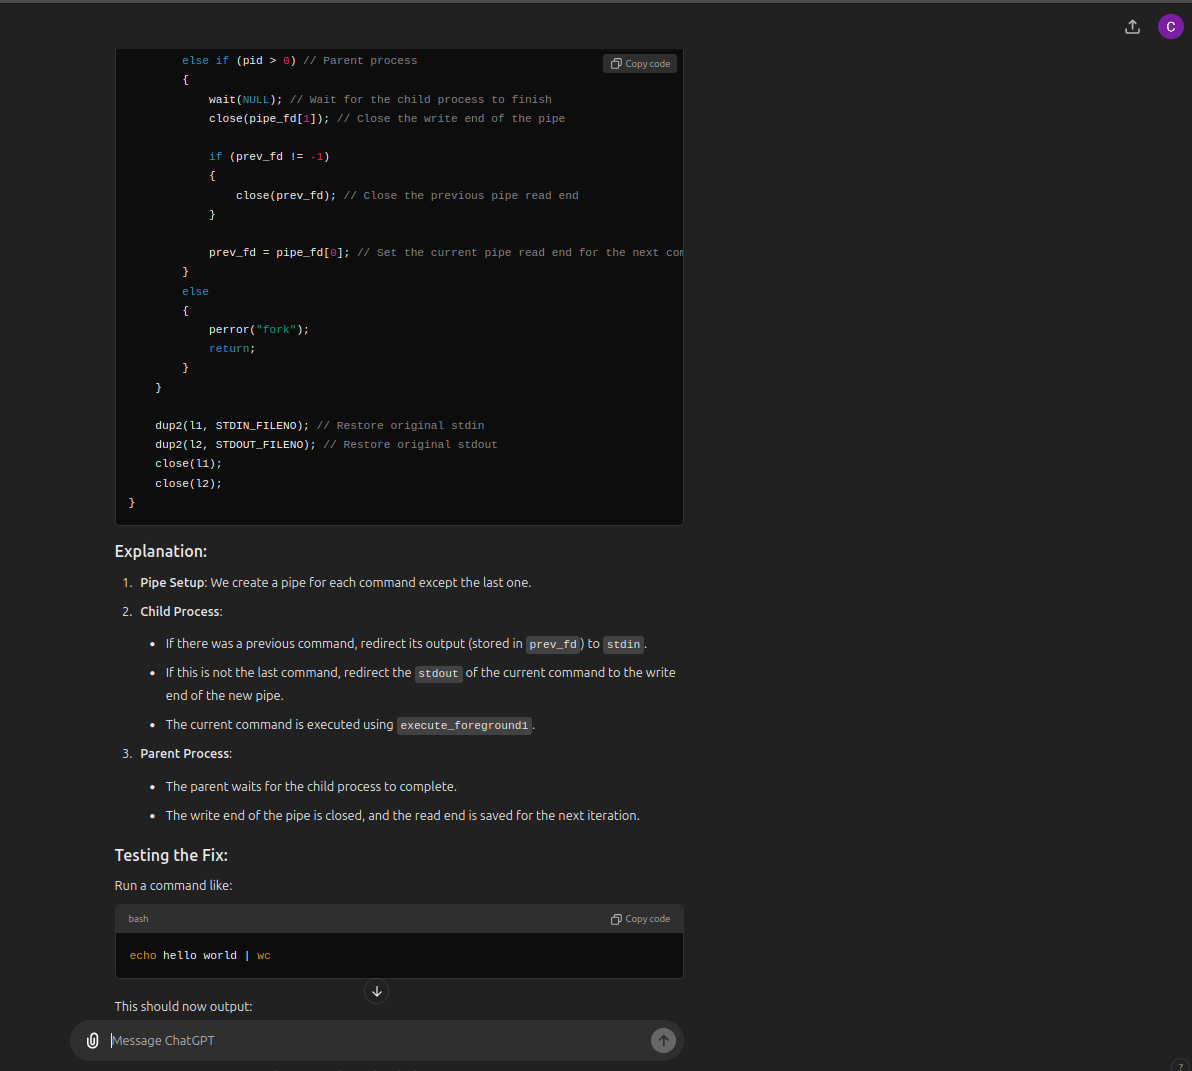 C
else if (pid > 0) // Parent process
Copy code
{
wait(NULL); // Wait for the child process to finish
close(pipe_fd[1]); // Close the write end of the pipe
if (prev_fd != -1)
{
close(prev_fd); // Close the previous pipe read end
}
prev_fd = pipe_fd[0]; // Set the current pipe read end for the next
}
else
{
perror("fork");
return;
}
}
dup2(l1, STDIN_FILENO); // Restore original stdin
dup2(l2, STDOUT_FILENO); // Restore original stdout
close(l1);
close(l2);
}
Explanation:
1. Pipe Setup: We create a pipe for each command except the last one.
2. Child Process:
• If there was a previous command, redirect its output (stored in prev_fd) to stdin.
• If this is not the last command, redirect the stdout of the current command to the write
end of the new pipe.
• The current command is executed using execute_foreground1.
3. Parent Process:
• The parent waits for the child process to complete.
• The write end of the pipe is closed, and the read end is saved for the next iteration.
Testing the Fix:
Run a command like:
bash
Copy code
echo hello world | wc
This should now output:
Message ChatGPT
?